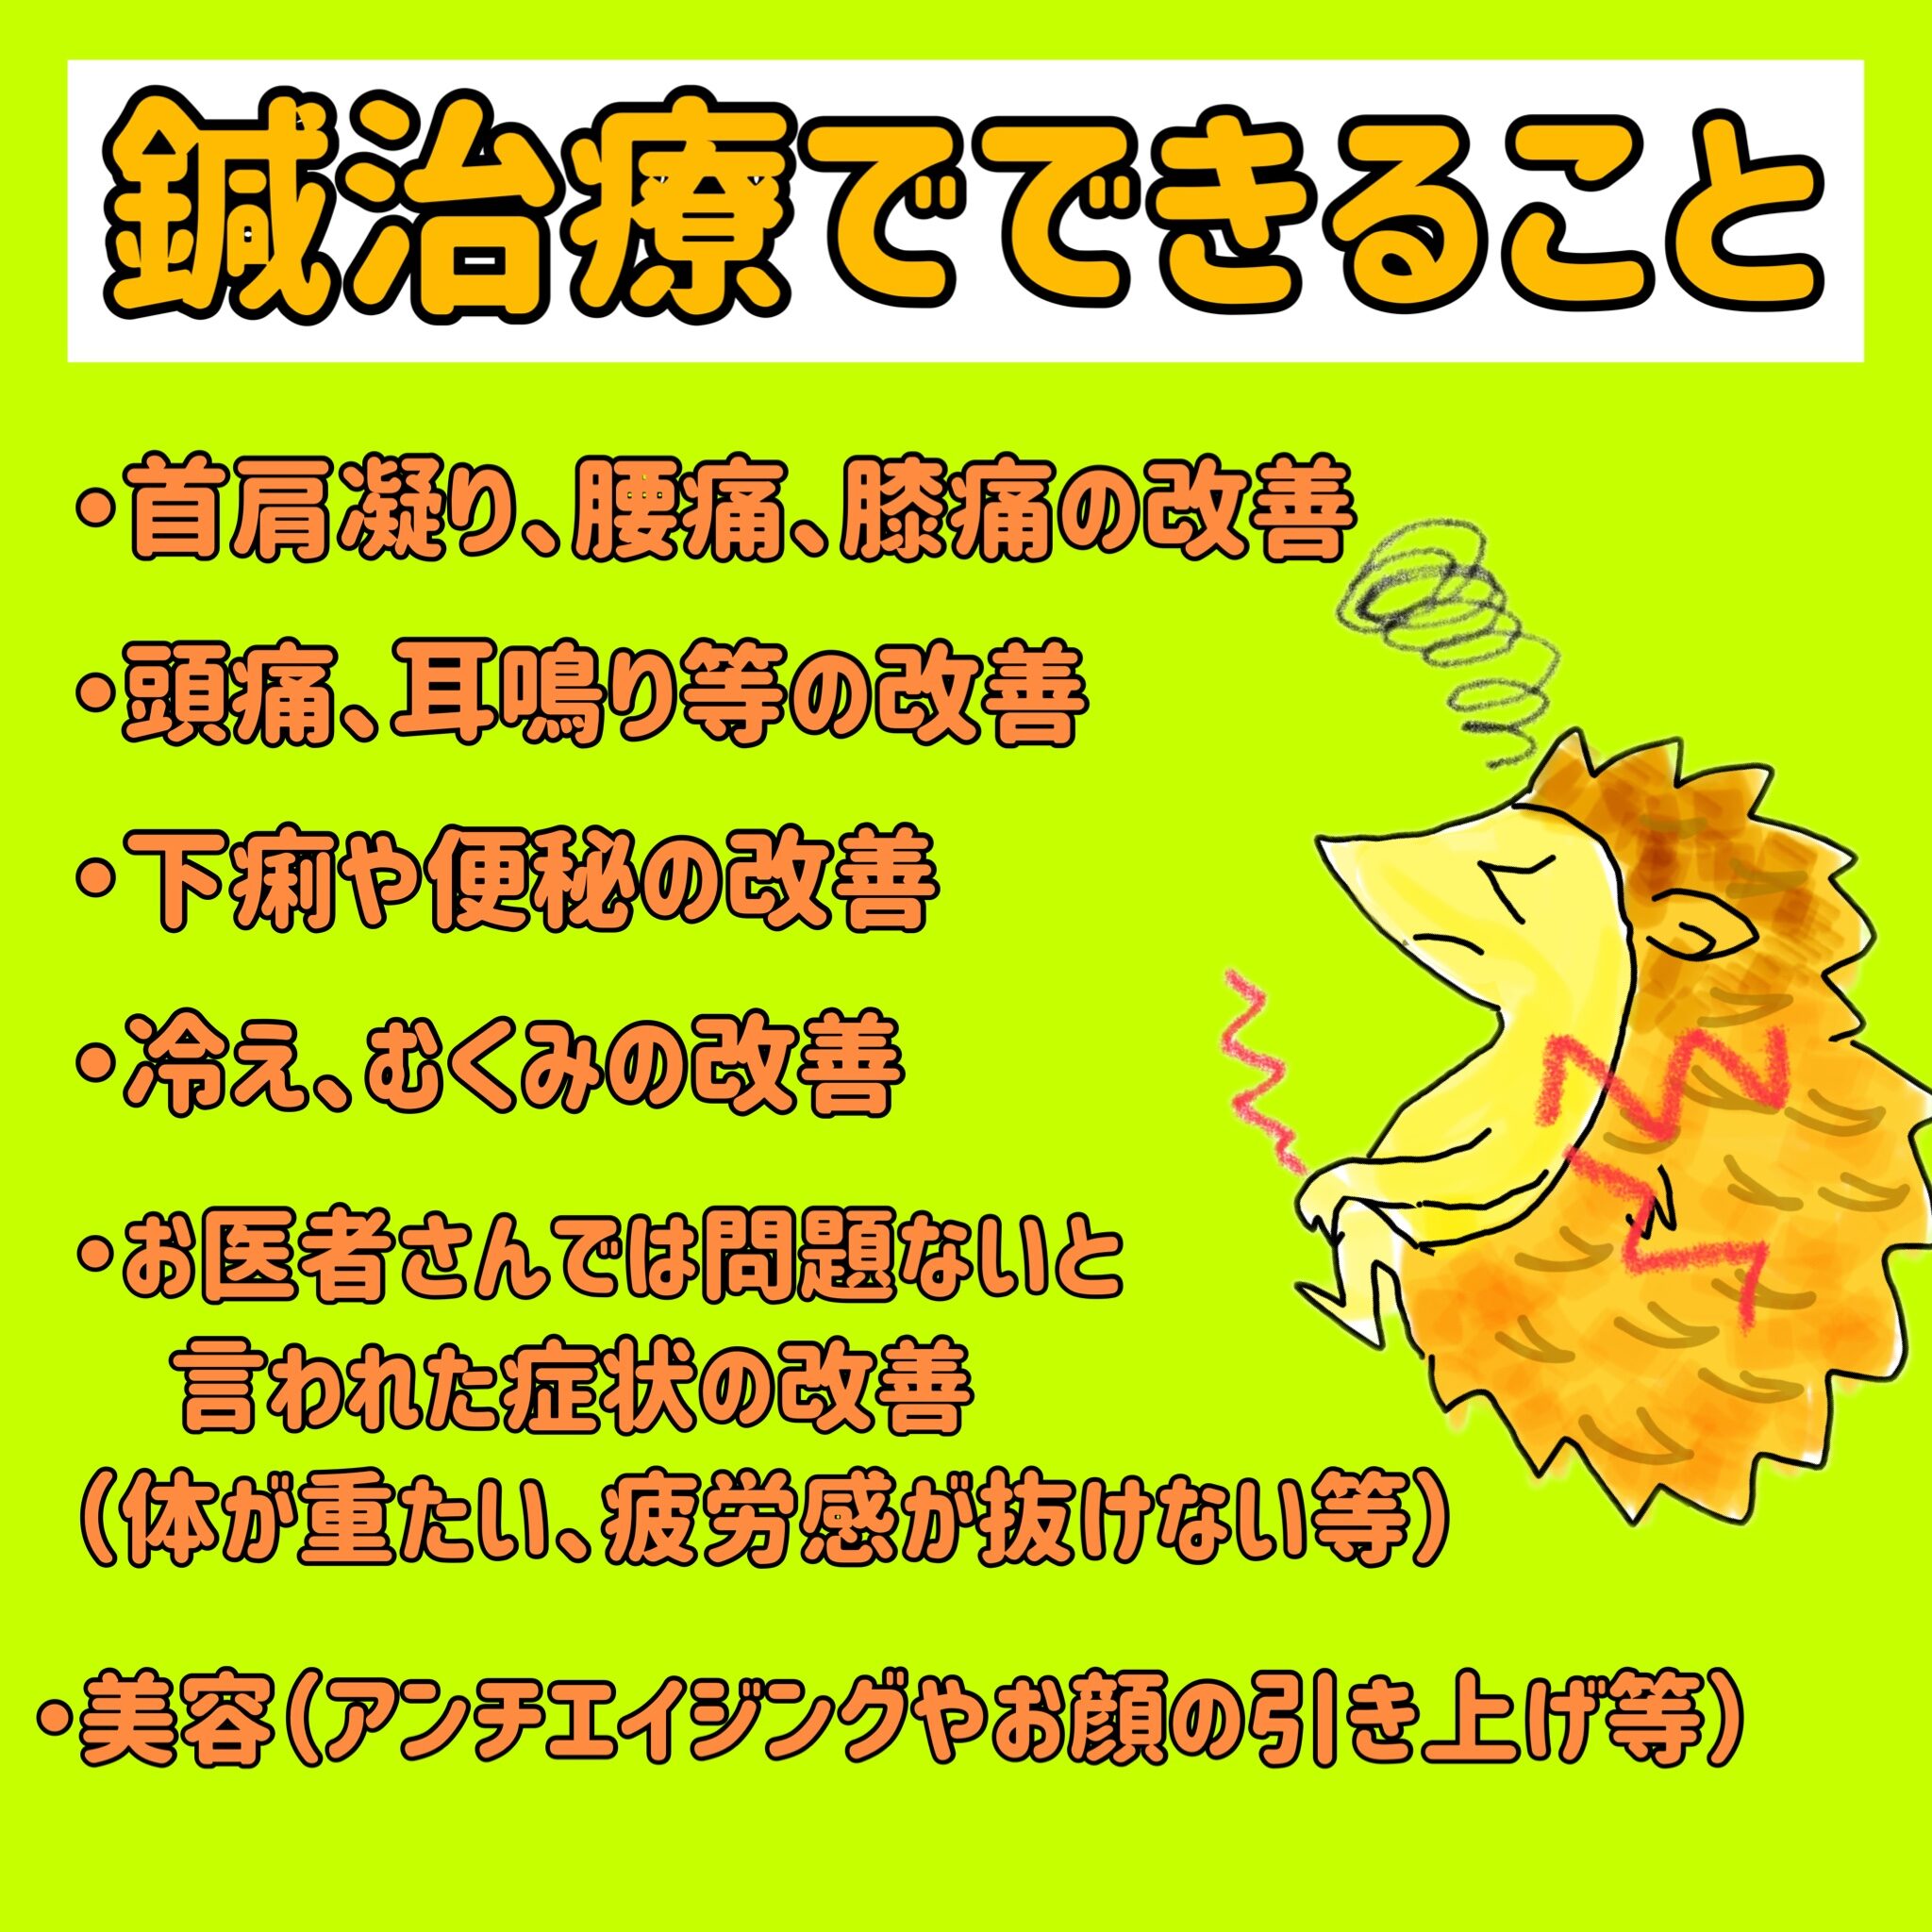 鍼治療でできること
・首肩凝り、腰痛、膝痛の改善
・頭痛、耳鳴り等の改善
・下痢や便秘の改善
・冷え、むくみの改善
・お医者さんでは問題ないと
言われた症状の改善
（体が重たい、疲労感が抜けない等）
・美容（アンチエイジングやお顔の引き上げ等）